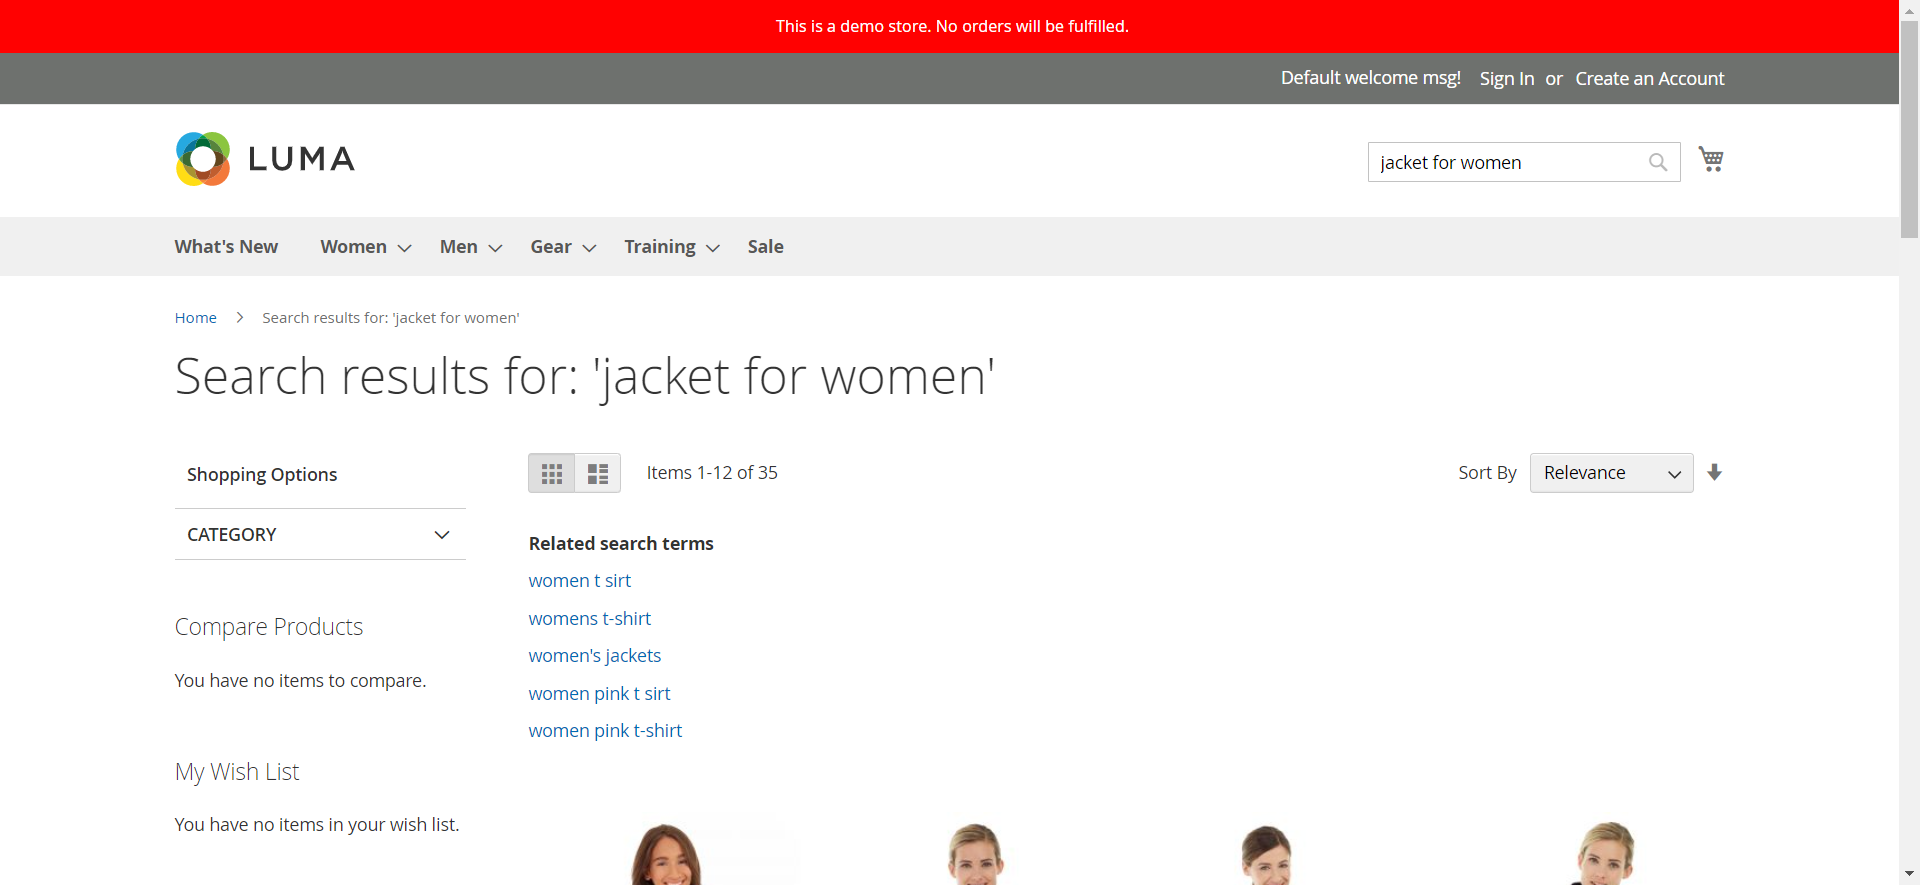 This is a demo store. No orders will be fulfilled.
Default welcome msg! Sign In or Create an Account
LUMA
jacket for women
What's New Women Men Gear Training Sale
Home Search results for: 'jacket for women'
Search results for: 'jacket for women'
Shopping Options
CATEGORY
Compare Products
You have no items to compare.
My Wish List
You have no items in your wish list.
Items 1-12 of 35
Sort By Relevance
Related search terms
women t sirt
womens t-shirt
women's jackets
women pink t sirt
women pink t-shirt